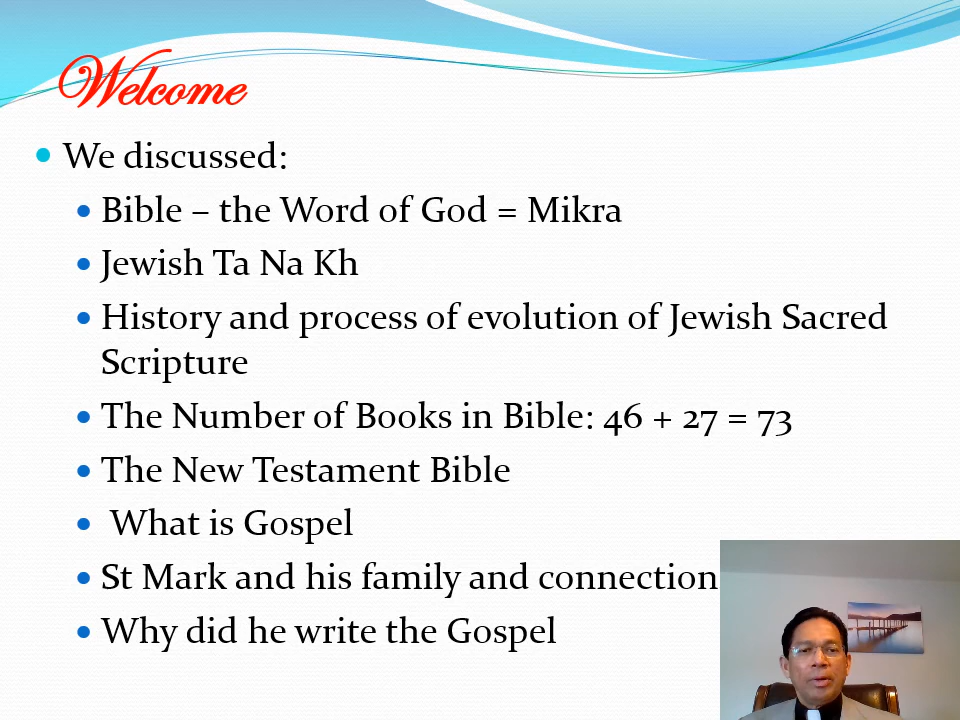 Welcome
We discussed:
Bible – the Word of God = Mikra
Jewish Ta Na Kh
History and process of evolution of Jewish Sacred
Scripture
The Number of Books in Bible: 46 + 27 = 73
The New Testament Bible
What is Gospel
St Mark and his family and connection
Why did he write the Gospel